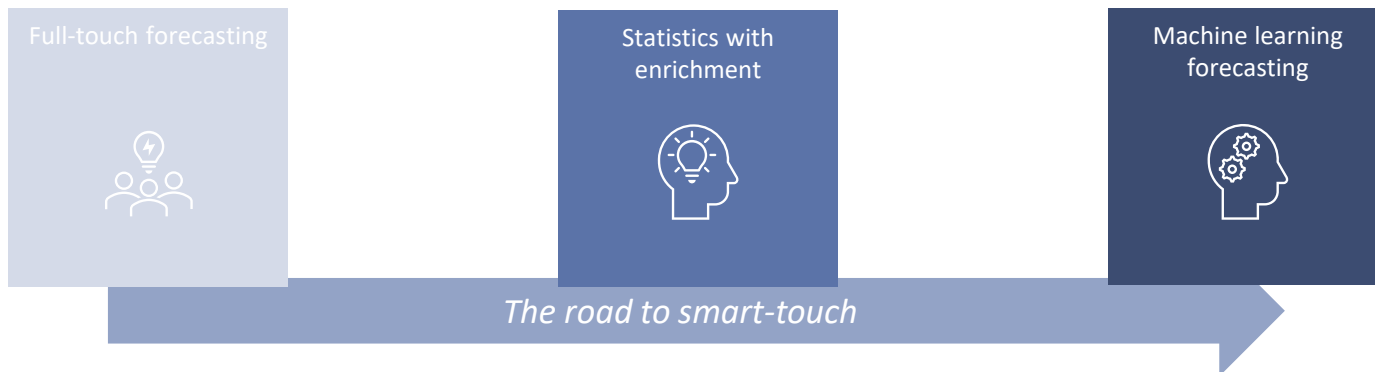 Full-touch forecasting
Statistics with
enrichment
Machine learning
forecasting
The road to smart-touch